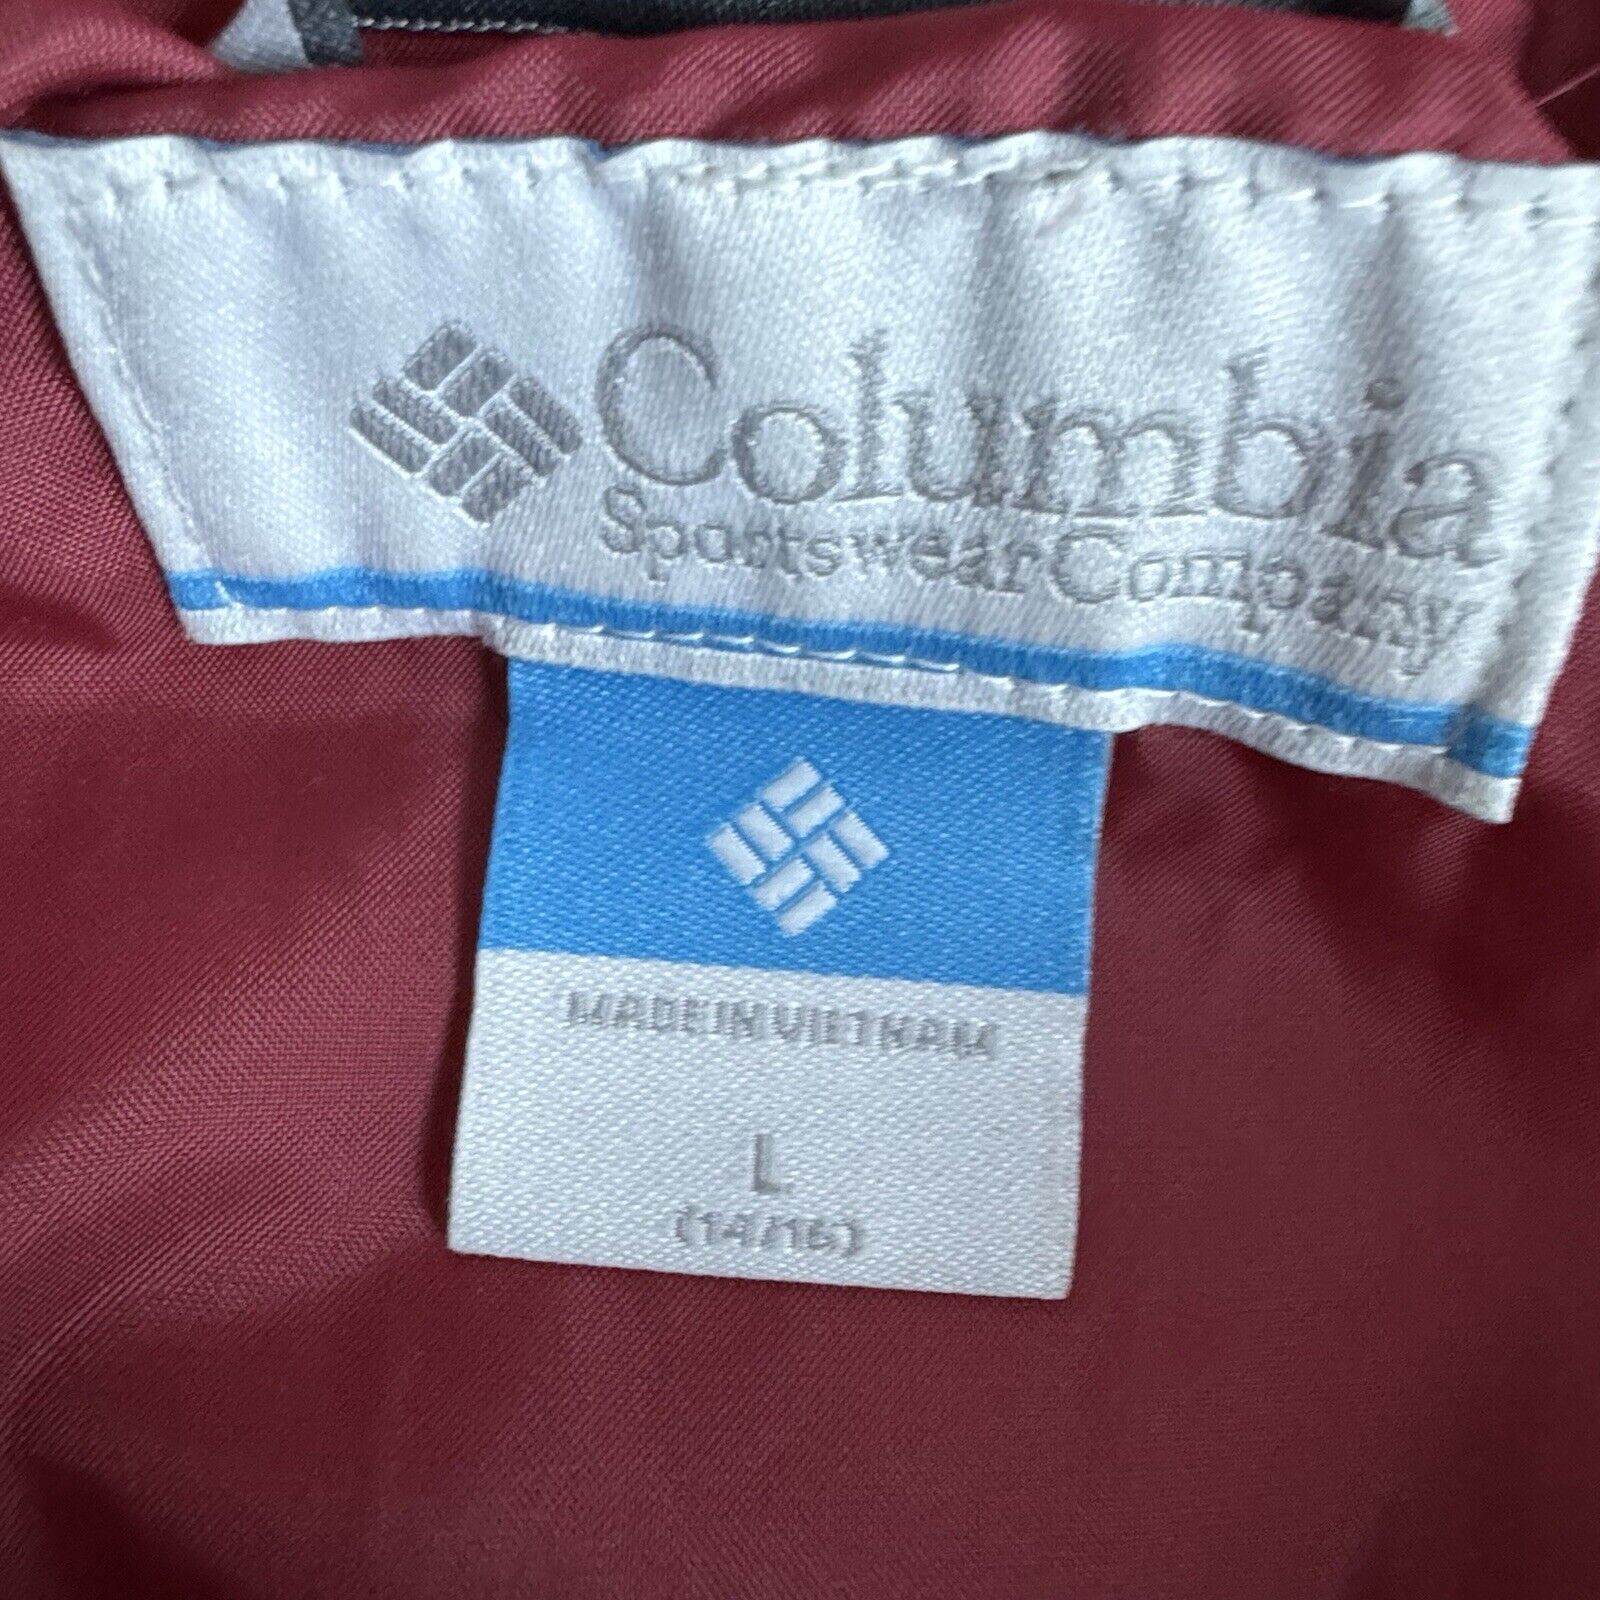 Columbia
Sportswear Company
MADE IN VIETNAM
L
(14/16)